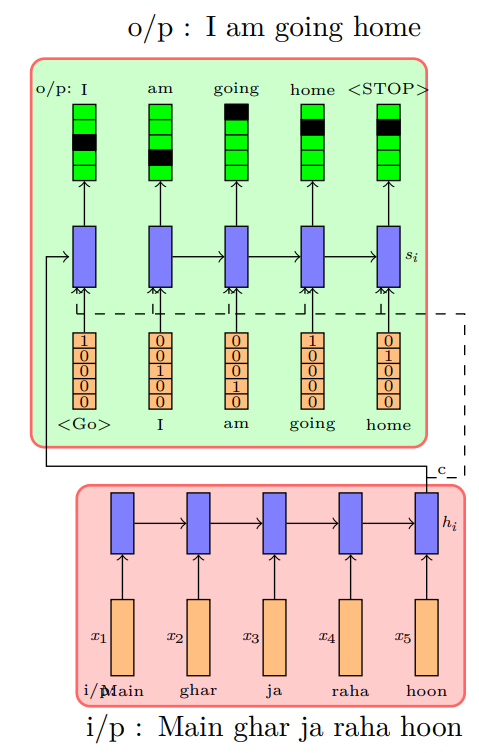 o/p : I am going home
o/p: I am going home <STOP>
s_i
1 0 0 1 0
0 0 0 0 1
0 1 0 0 0
0 0 1 0 0
0 0 0 0 0
<Go> I am going home
c
h_i
x_1 x_2 x_3 x_4 x_5
i/p: Main ghar ja raha hoon
i/p : Main ghar ja raha hoon